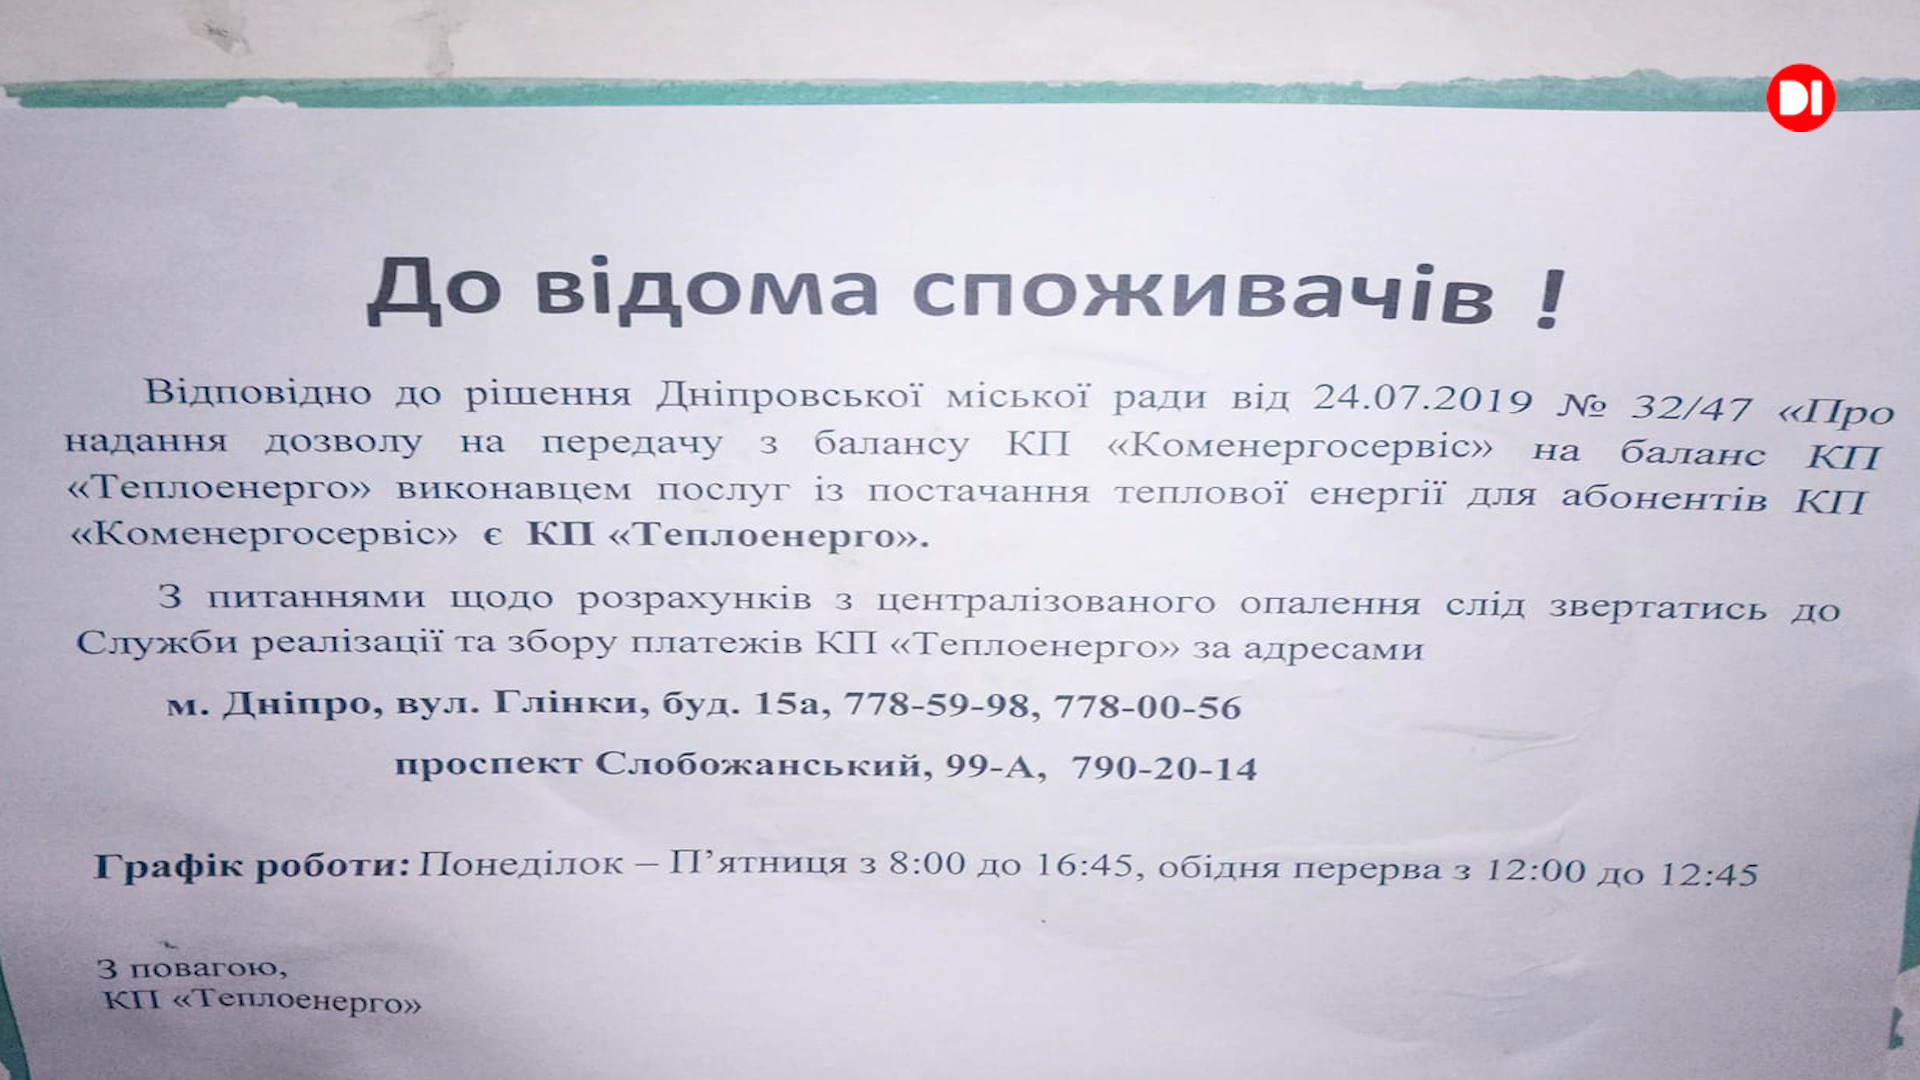 DI
До відома споживачів !
Відповідно до рішення Дніпровської міської ради від 24.07.2019 № 32/47 «Про
надання дозволу на передачу з балансу КП «Коменергосервіс» на баланс КП
«Теплоенерго» виконавцем послуг із постачання теплової енергії для абонентів КП
«Коменергосервіс» є КП «Теплоенерго».
З питаннями щодо розрахунків з централізованого опалення слід звертатись до
Служби реалізації та збору платежів КП «Теплоенерго» за адресами
м. Дніпро, вул. Глінки, буд. 15а, 778-59-98, 778-00-56
проспект Слобожанський, 99-А, 790-20-14
Графік роботи: Понеділок – П’ятниця з 8:00 до 16:45, обідня перерва з 12:00 до 12:45
З повагою,
КП «Теплоенерго»